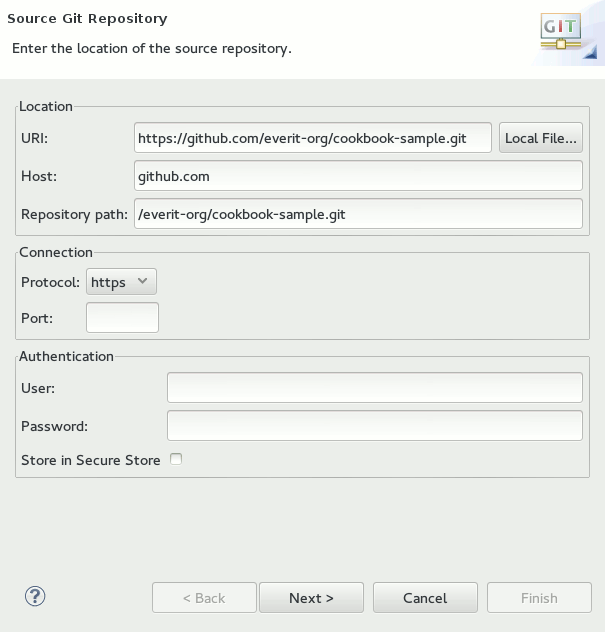 Source Git Repository
GIT
Enter the location of the source repository.
Location
URI: https://github.com/everit-org/cookbook-sample.git Local File...
Host: github.com
Repository path: /everit-org/cookbook-sample.git
Connection
Protocol: https
Port:
Authentication
User:
Password:
Store in Secure Store
? < Back Next > Cancel Finish